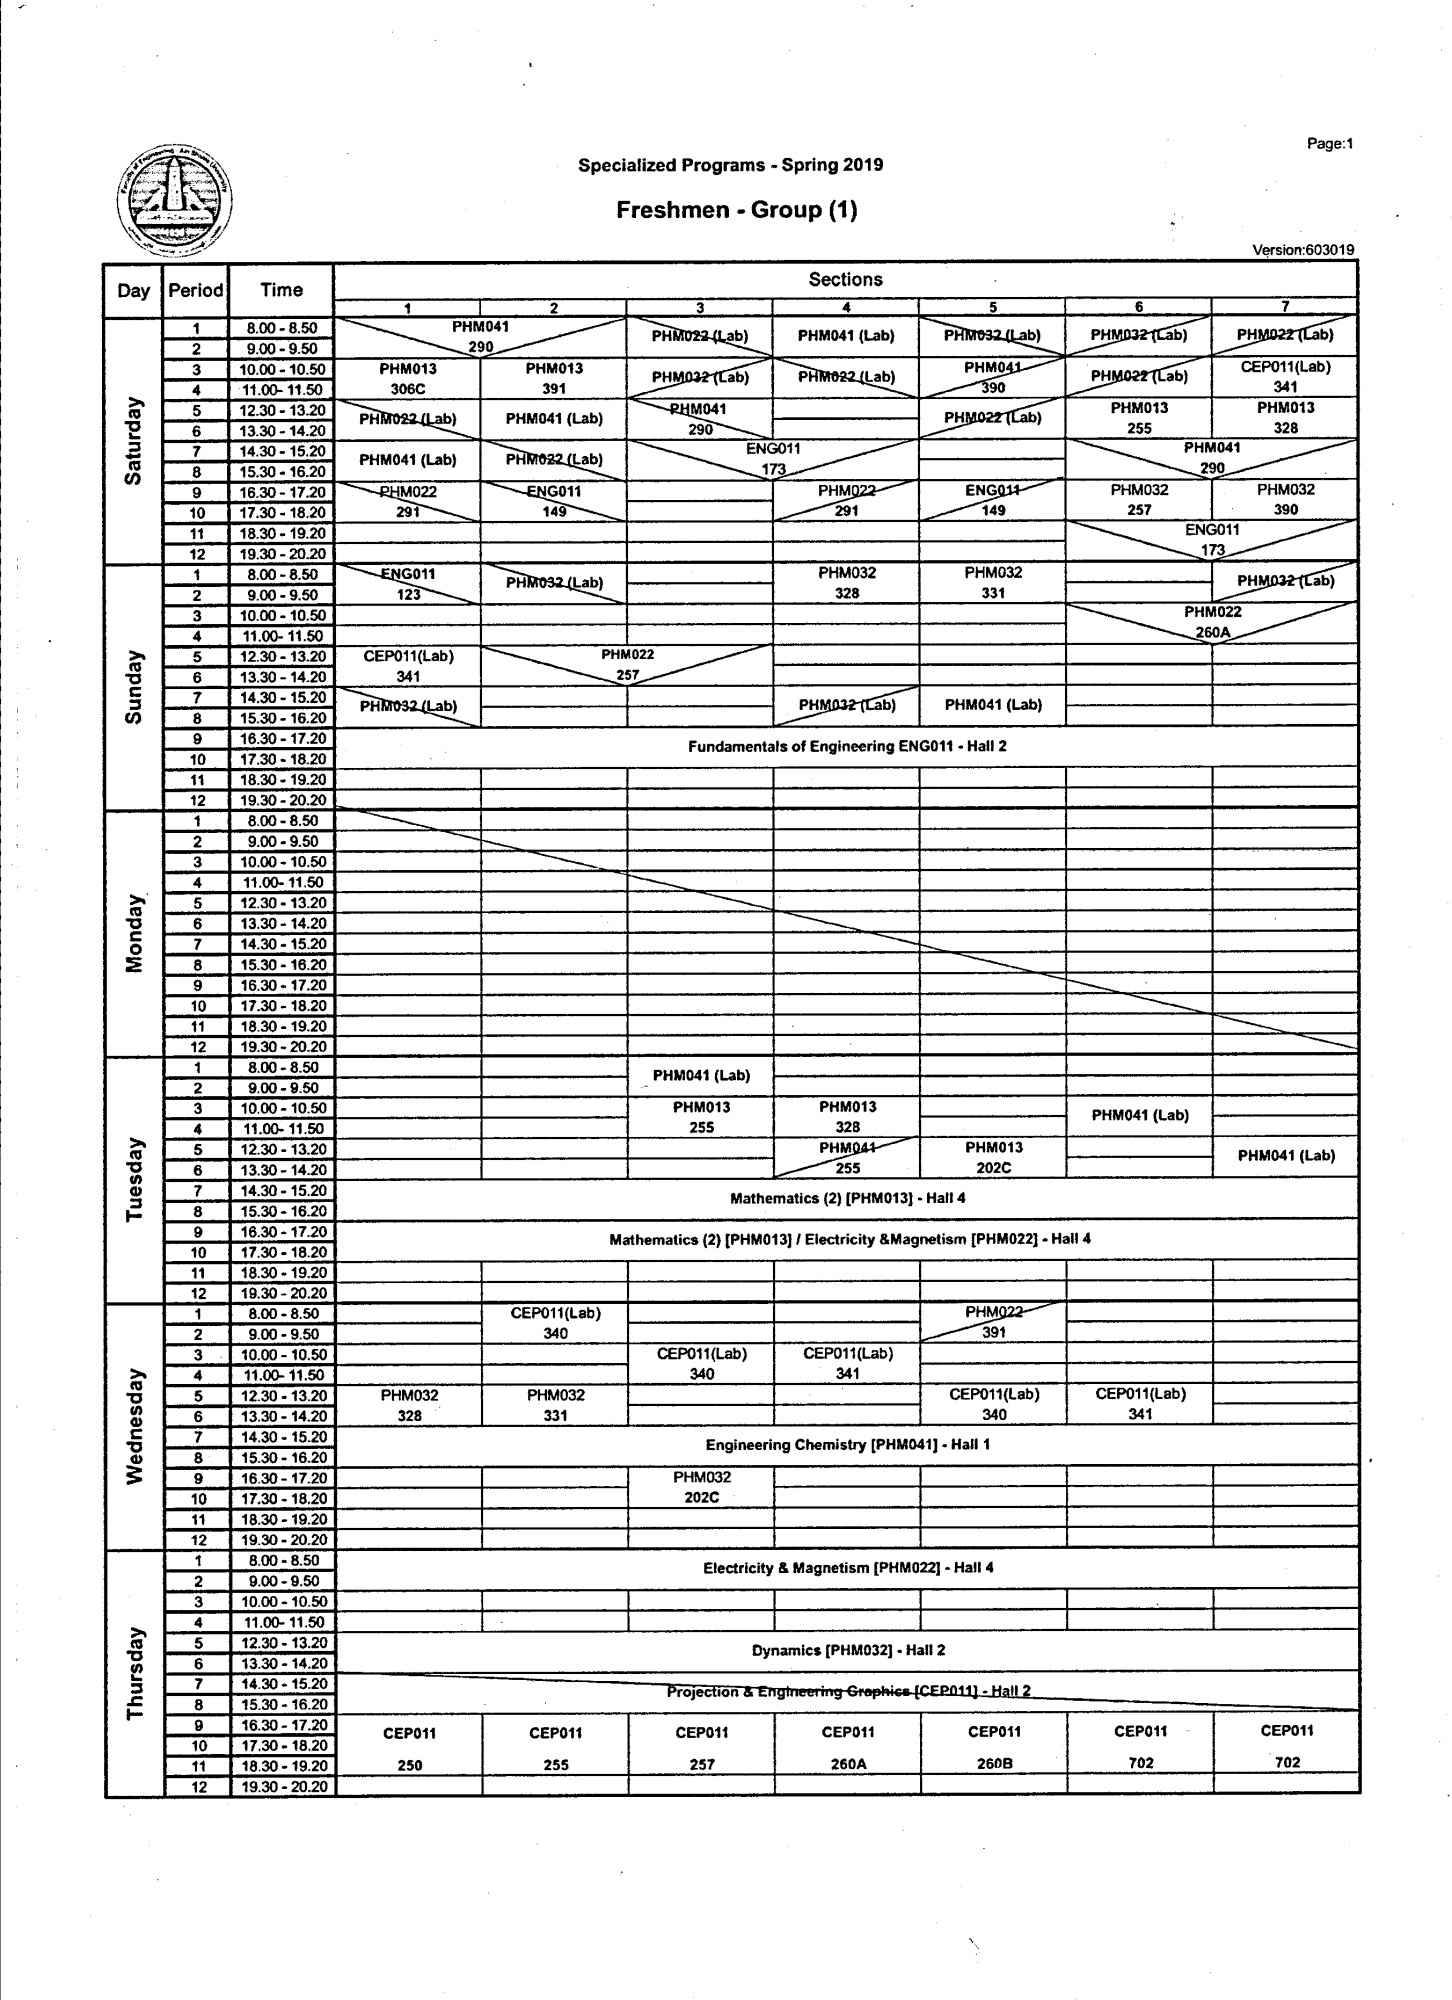 Page:1
Specialized Programs - Spring 2019
Freshmen - Group (1)
Version:603019
Day Period Time Sections
1 2 3 4 5 6 7
Saturday
1 8.00 - 8.50 PHM041 PHM022 (Lab) PHM041 (Lab) PHM032 (Lab) PHM032 (Lab) PHM022 (Lab)
2 9.00 - 9.50 290
3 10.00 - 10.50 PHM013 PHM013 PHM032 (Lab) PHM022 (Lab) PHM041 PHM022 (Lab) CEP011(Lab)
4 11.00- 11.50 306C 391 390 341
5 12.30 - 13.20 PHM022 (Lab) PHM041 (Lab) PHM041 PHM022 (Lab) PHM013 PHM013
6 13.30 - 14.20 290 255 328
7 14.30 - 15.20 PHM041 (Lab) PHM022 (Lab) ENG011 PHM041
8 15.30 - 16.20 173 290
9 16.30 - 17.20 PHM022 ENG011 PHM022 ENG011 PHM032 PHM032
10 17.30 - 18.20 291 149 291 149 257 390
11 18.30 - 19.20 ENG011
12 19.30 - 20.20 173
Sunday
1 8.00 - 8.50 ENG011 PHM032 (Lab) PHM032 PHM032 PHM032 (Lab)
2 9.00 - 9.50 123 328 331
3 10.00 - 10.50 PHM022
4 11.00- 11.50 260A
5 12.30 - 13.20 CEP011(Lab) PHM022
6 13.30 - 14.20 341 257
7 14.30 - 15.20 PHM032 (Lab) PHM032 (Lab) PHM041 (Lab)
8 15.30 - 16.20
9 16.30 - 17.20 Fundamentals of Engineering ENG011 - Hall 2
10 17.30 - 18.20
11 18.30 - 19.20
12 19.30 - 20.20
Monday
1 8.00 - 8.50
2 9.00 - 9.50
3 10.00 - 10.50
4 11.00- 11.50
5 12.30 - 13.20
6 13.30 - 14.20
7 14.30 - 15.20
8 15.30 - 16.20
9 16.30 - 17.20
10 17.30 - 18.20
11 18.30 - 19.20
12 19.30 - 20.20
Tuesday
1 8.00 - 8.50 PHM041 (Lab)
2 9.00 - 9.50
3 10.00 - 10.50 PHM013 PHM013 PHM041 (Lab)
4 11.00- 11.50 255 328
5 12.30 - 13.20 PHM041 PHM013 PHM041 (Lab)
6 13.30 - 14.20 255 202C
7 14.30 - 15.20 Mathematics (2) [PHM013] - Hall 4
8 15.30 - 16.20
9 16.30 - 17.20 Mathematics (2) [PHM013] / Electricity &Magnetism [PHM022] - Hall 4
10 17.30 - 18.20
11 18.30 - 19.20
12 19.30 - 20.20
Wednesday
1 8.00 - 8.50 CEP011(Lab) PHM022
2 9.00 - 9.50 340 391
3 10.00 - 10.50 CEP011(Lab) CEP011(Lab)
4 11.00- 11.50 340 341
5 12.30 - 13.20 PHM032 PHM032 CEP011(Lab) CEP011(Lab)
6 13.30 - 14.20 328 331 340 341
7 14.30 - 15.20 Engineering Chemistry [PHM041] - Hall 1
8 15.30 - 16.20
9 16.30 - 17.20 PHM032
10 17.30 - 18.20 202C
11 18.30 - 19.20
12 19.30 - 20.20
Thursday
1 8.00 - 8.50 Electricity & Magnetism [PHM022] - Hall 4
2 9.00 - 9.50
3 10.00 - 10.50
4 11.00- 11.50
5 12.30 - 13.20 Dynamics [PHM032] - Hall 2
6 13.30 - 14.20
7 14.30 - 15.20 Projection & Engineering Graphics [CEP011] - Hall 2
8 15.30 - 16.20
9 16.30 - 17.20 CEP011 CEP011 CEP011 CEP011 CEP011 CEP011 CEP011
10 17.30 - 18.20
11 18.30 - 19.20 250 255 257 260A 260B 702 702
12 19.30 - 20.20